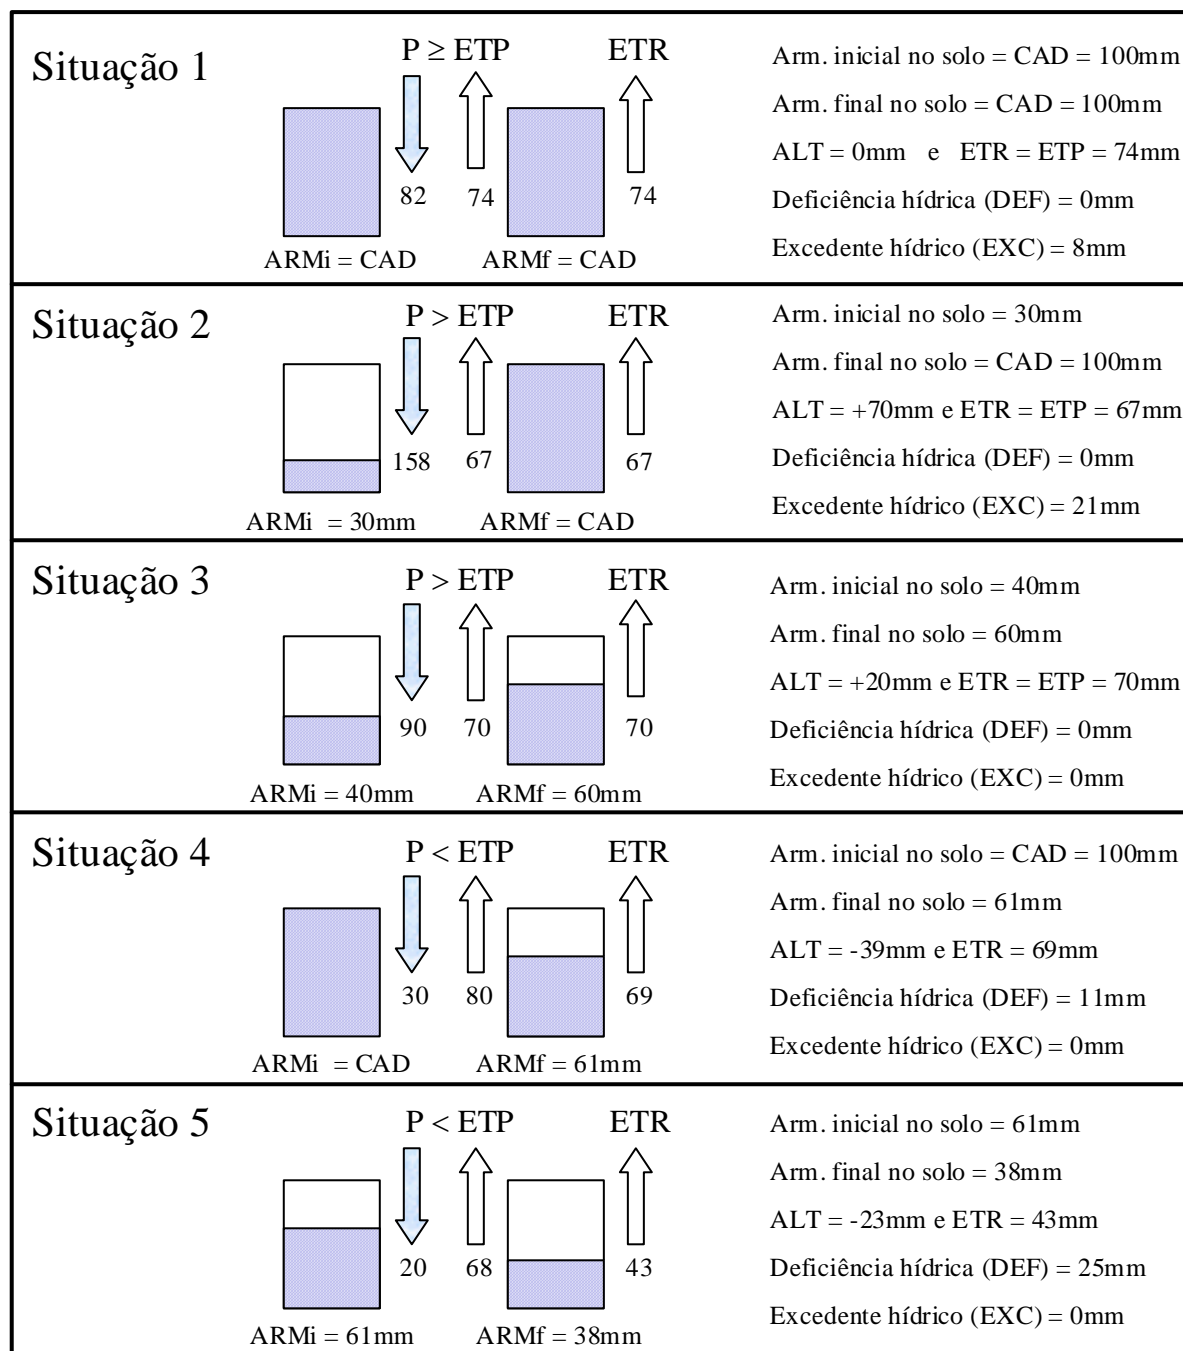 Situação 1
P ≥ ETP
ETR
82
74
74
ARMi = CAD
ARMf = CAD
Arm. inicial no solo = CAD = 100mm
Arm. final no solo = CAD = 100mm
ALT = 0mm e ETR = ETP = 74mm
Deficiência hídrica (DEF) = 0mm
Excedente hídrico (EXC) = 8mm
Situação 2
P > ETP
ETR
158
67
67
ARMi = 30mm
ARMf = CAD
Arm. inicial no solo = 30mm
Arm. final no solo = CAD = 100mm
ALT = +70mm e ETR = ETP = 67mm
Deficiência hídrica (DEF) = 0mm
Excedente hídrico (EXC) = 21mm
Situação 3
P > ETP
ETR
90
70
70
ARMi = 40mm
ARMf = 60mm
Arm. inicial no solo = 40mm
Arm. final no solo = 60mm
ALT = +20mm e ETR = ETP = 70mm
Deficiência hídrica (DEF) = 0mm
Excedente hídrico (EXC) = 0mm
Situação 4
P < ETP
ETR
30
80
69
ARMi = CAD
ARMf = 61mm
Arm. inicial no solo = CAD = 100mm
Arm. final no solo = 61mm
ALT = -39mm e ETR = 69mm
Deficiência hídrica (DEF) = 11mm
Excedente hídrico (EXC) = 0mm
Situação 5
P < ETP
ETR
20
68
43
ARMi = 61mm
ARMf = 38mm
Arm. inicial no solo = 61mm
Arm. final no solo = 38mm
ALT = -23mm e ETR = 43mm
Deficiência hídrica (DEF) = 25mm
Excedente hídrico (EXC) = 0mm